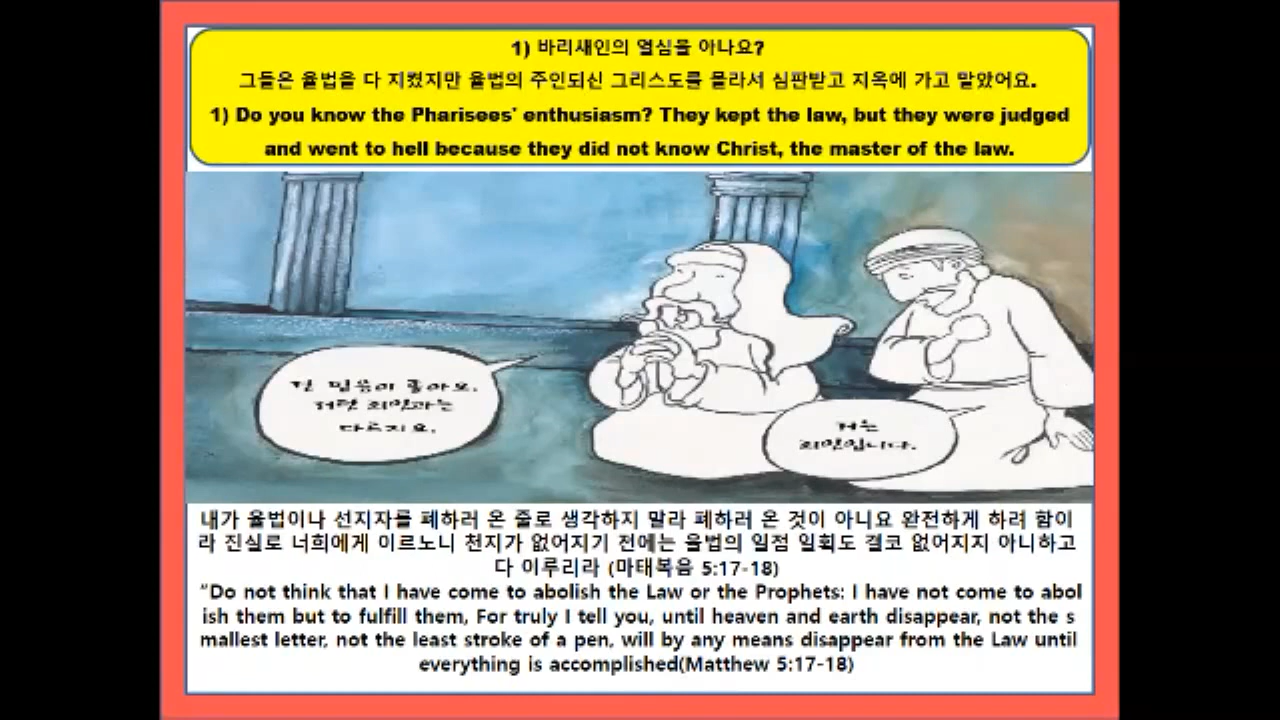 1) 바리새인의 열심을 아나요?
그들은 율법을 다 지켰지만 율법의 주인되신 그리스도를 몰라서 심판받고 지옥에 가고 말았어요.
1) Do you know the Pharisees' enthusiasm? They kept the law, but they were judged
and went to hell because they did not know Christ, the master of the law.
전 믿음이 좋아요.
저런 죄인과는
다르지요.
저는
죄인입니다.
내가 율법이나 선지자를 폐하러 온 줄로 생각하지 말라 폐하러 온 것이 아니요 완전하게 하려 함이
라 진실로 너희에게 이르노니 천지가 없어지기 전에는 율법의 일점 일획도 결코 없어지지 아니하고
다 이루리라 (마태복음 5:17-18)
“Do not think that I have come to abolish the Law or the Prophets: I have not come to abol
ish them but to fulfill them, For truly I tell you, until heaven and earth disappear, not the s
mallest letter, not the least stroke of a pen, will by any means disappear from the Law until
everything is accomplished(Matthew 5:17-18)